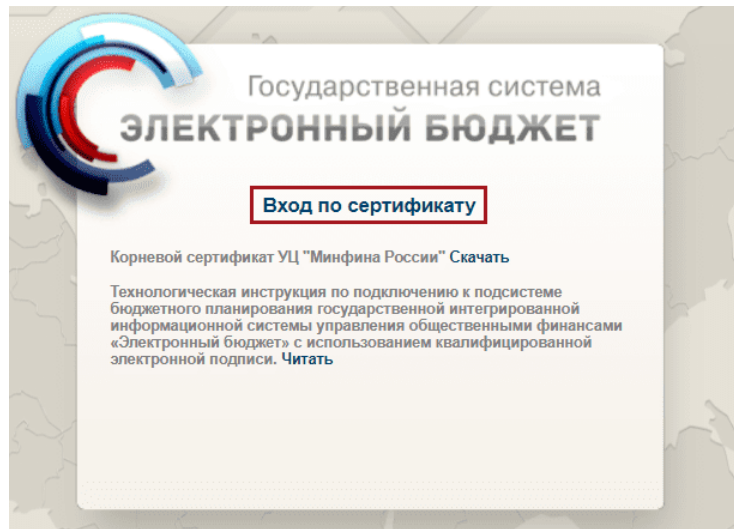 Государственная система
ЭЛЕКТРОННЫЙ БЮДЖЕТ
Вход по сертификату
Корневой сертификат УЦ "Минфина России" Скачать
Технологическая инструкция по подключению к подсистеме
бюджетного планирования государственной интегрированной
информационной системы управления общественными финансами
«Электронный бюджет» с использованием квалифицированной
электронной подписи. Читать